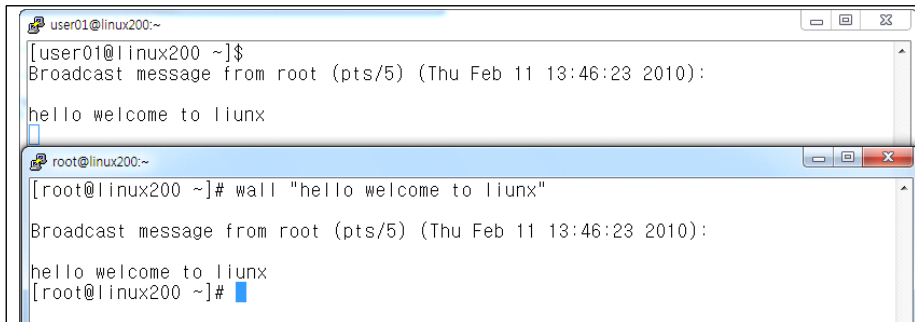 user01@linux200:~
[user01@linux200 ~]$
Broadcast message from root (pts/5) (Thu Feb 11 13:46:23 2010):
hello welcome to liunx
root@linux200:~
[root@linux200 ~]# wall "hello welcome to liunx"
Broadcast message from root (pts/5) (Thu Feb 11 13:46:23 2010):
hello welcome to liunx
[root@linux200 ~]#